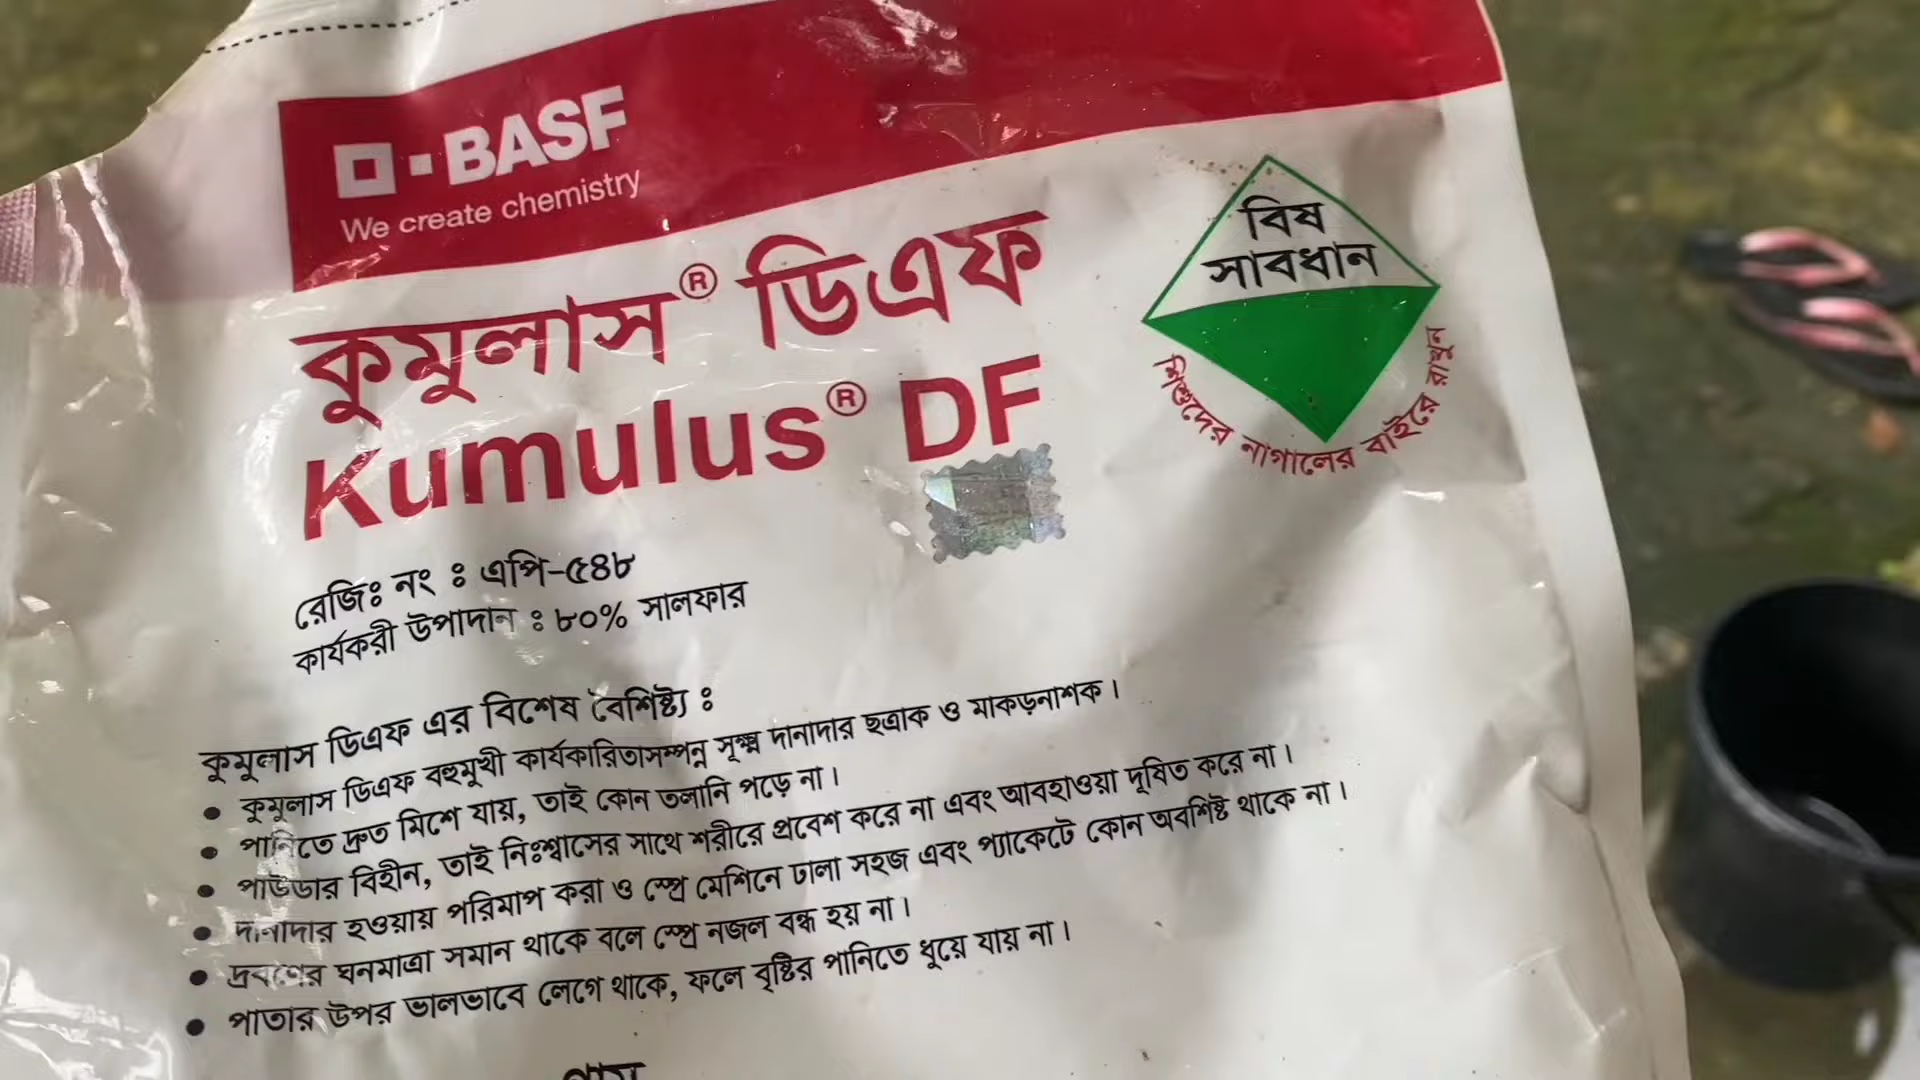 BASF
We create chemistry
কুমুলাস® ডিএফ
Kumulus® DF
বিষ
সাবধান
শিশুদের নাগালের বাইরে রাখুন
রেজিঃ নং ঃ এপি-৫৪৮
কার্যকরী উপাদান ঃ ৮০% সালফার
কুমুলাস ডিএফ এর বিশেষ বৈশিষ্ট্য ঃ
• কুমুলাস ডিএফ বহুমুখী কার্যকারিতাসম্পন্ন সূক্ষ্ম দানাদার ছত্রাক ও মাকড়নাশক।
• পানিতে দ্রুত মিশে যায়, তাই কোন তলানি পড়ে না।
• পাউডার বিহীন, তাই নিঃশ্বাসের সাথে শরীরে প্রবেশ করে না এবং আবহাওয়া দূষিত করে না।
• দানাদার হওয়ায় পরিমাপ করা ও স্প্রে মেশিনে ঢালা সহজ এবং প্যাকেটে কোন অবশিষ্ট থাকে না।
• দ্রবণের ঘনমাত্রা সমান থাকে বলে স্প্রে নজল বন্ধ হয় না।
• পাতার উপর ভালভাবে লেগে থাকে, ফলে বৃষ্টির পানিতে ধুয়ে যায় না।